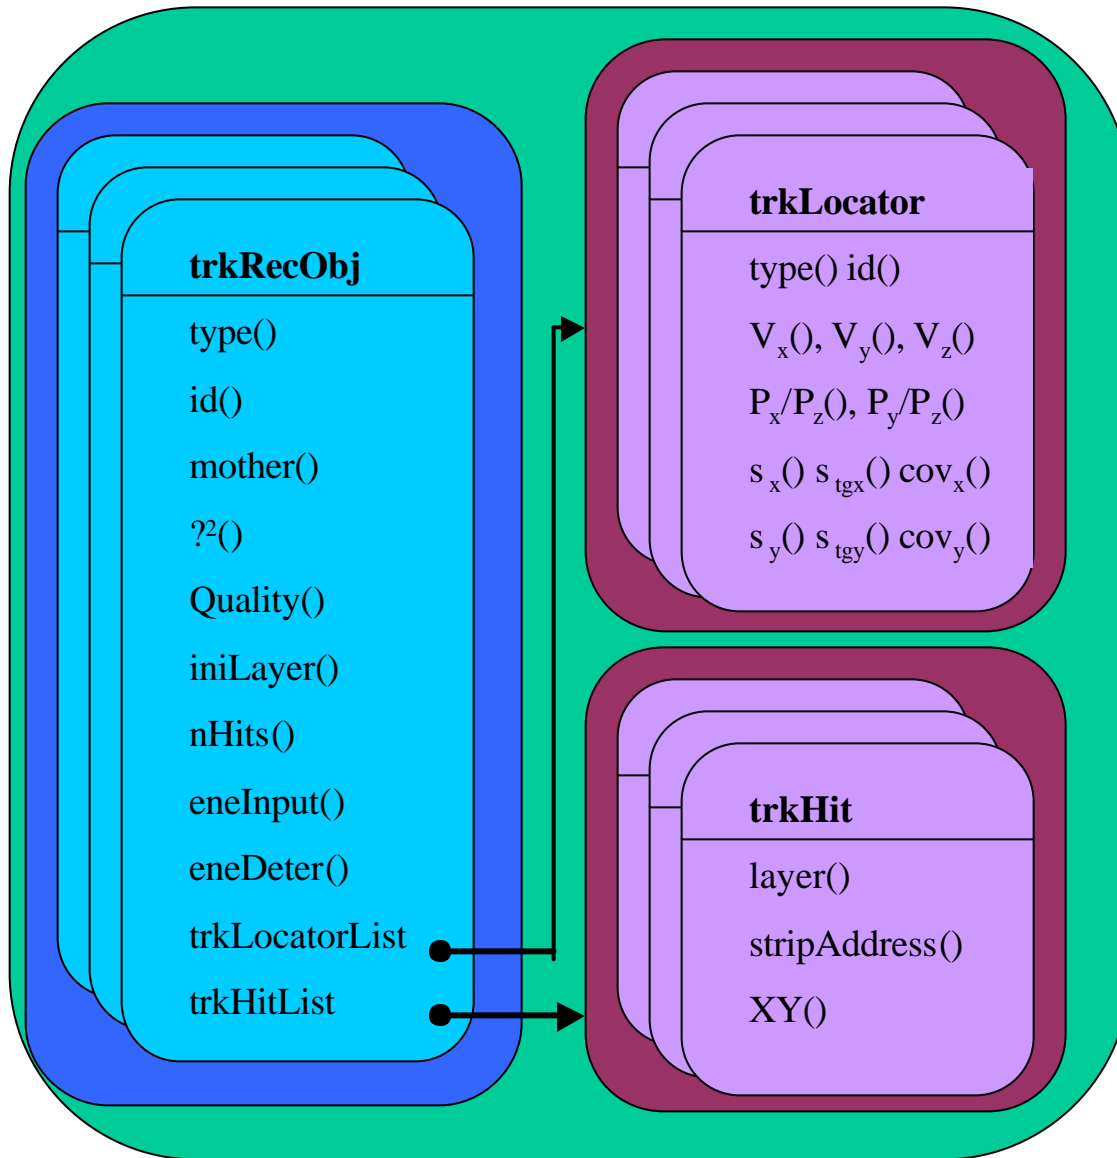 trkRecObj
type()
id()
mother()
?²()
Quality()
iniLayer()
nHits()
eneInput()
eneDeter()
trkLocatorList
trkHitList
trkLocator
type() id()
Vx(), Vy(), Vz()
Px/Pz(), Py/Pz()
s x() s tgx() covx()
s y() s tgy() covy()
trkHit
layer()
stripAddress()
XY()